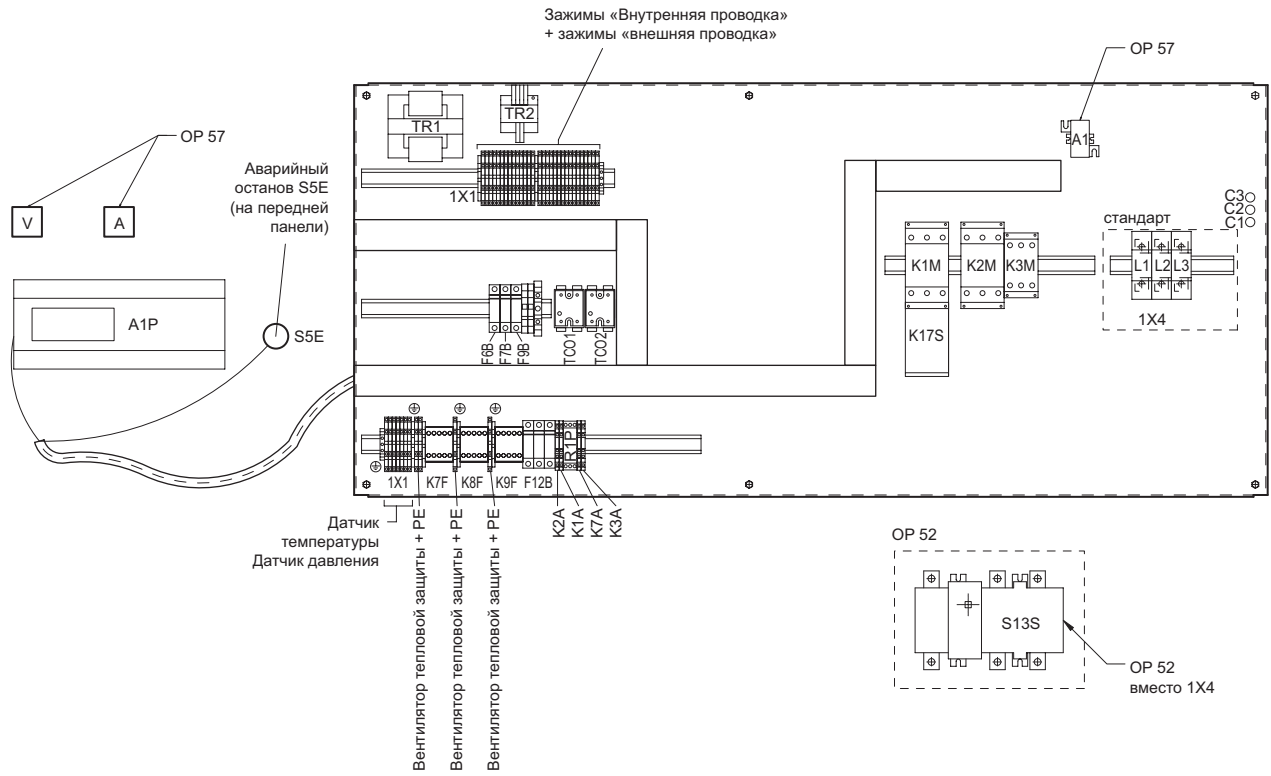 Зажимы «Внутренняя проводка»
+ зажимы «внешняя проводка»
OP 57
OP 57
TR1
TR2
A1
Аварийный
останов S5E
(на передней
панели)
1X1
C3
C2
C1
V
A
стандарт
K1M
K2M
K3M
L1
L2
L3
1X4
A1P
S5E
K17S
F6B
F7B
F9B
TCO1
TCO2
R1P
1X1
K7F
K8F
K9F
F12B
K2A
K1A
K7A
K3A
Датчик
температуры
Датчик давления
Вентилятор тепловой защиты + PE
Вентилятор тепловой защиты + PE
Вентилятор тепловой защиты + PE
OP 52
S13S
OP 52
вместо 1X4